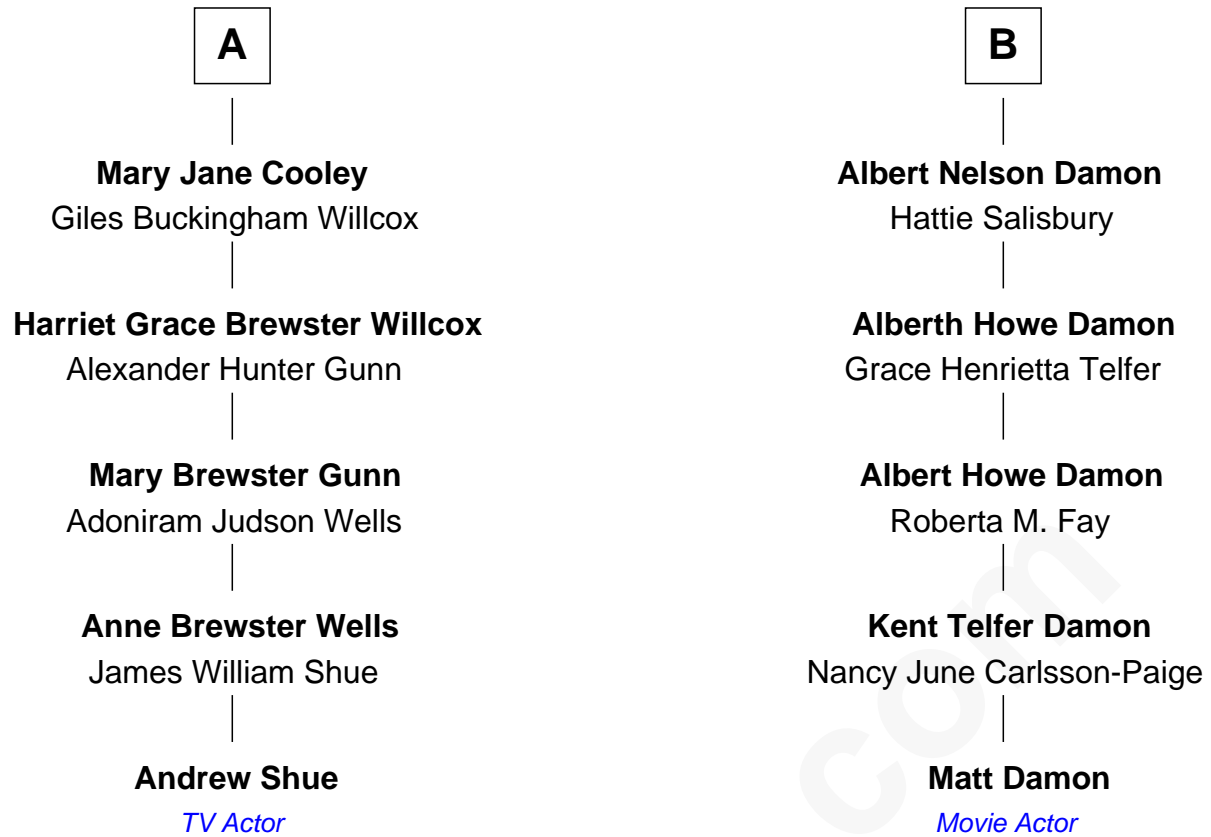 A
Mary Jane Cooley
Giles Buckingham Willcox
Harriet Grace Brewster Willcox
Alexander Hunter Gunn
Mary Brewster Gunn
Adoniram Judson Wells
Anne Brewster Wells
James William Shue
Andrew Shue
TV Actor
B
Albert Nelson Damon
Hattie Salisbury
Alberth Howe Damon
Grace Henrietta Telfer
Albert Howe Damon
Roberta M. Fay
Kent Telfer Damon
Nancy June Carlsson-Paige
Matt Damon
Movie Actor
com